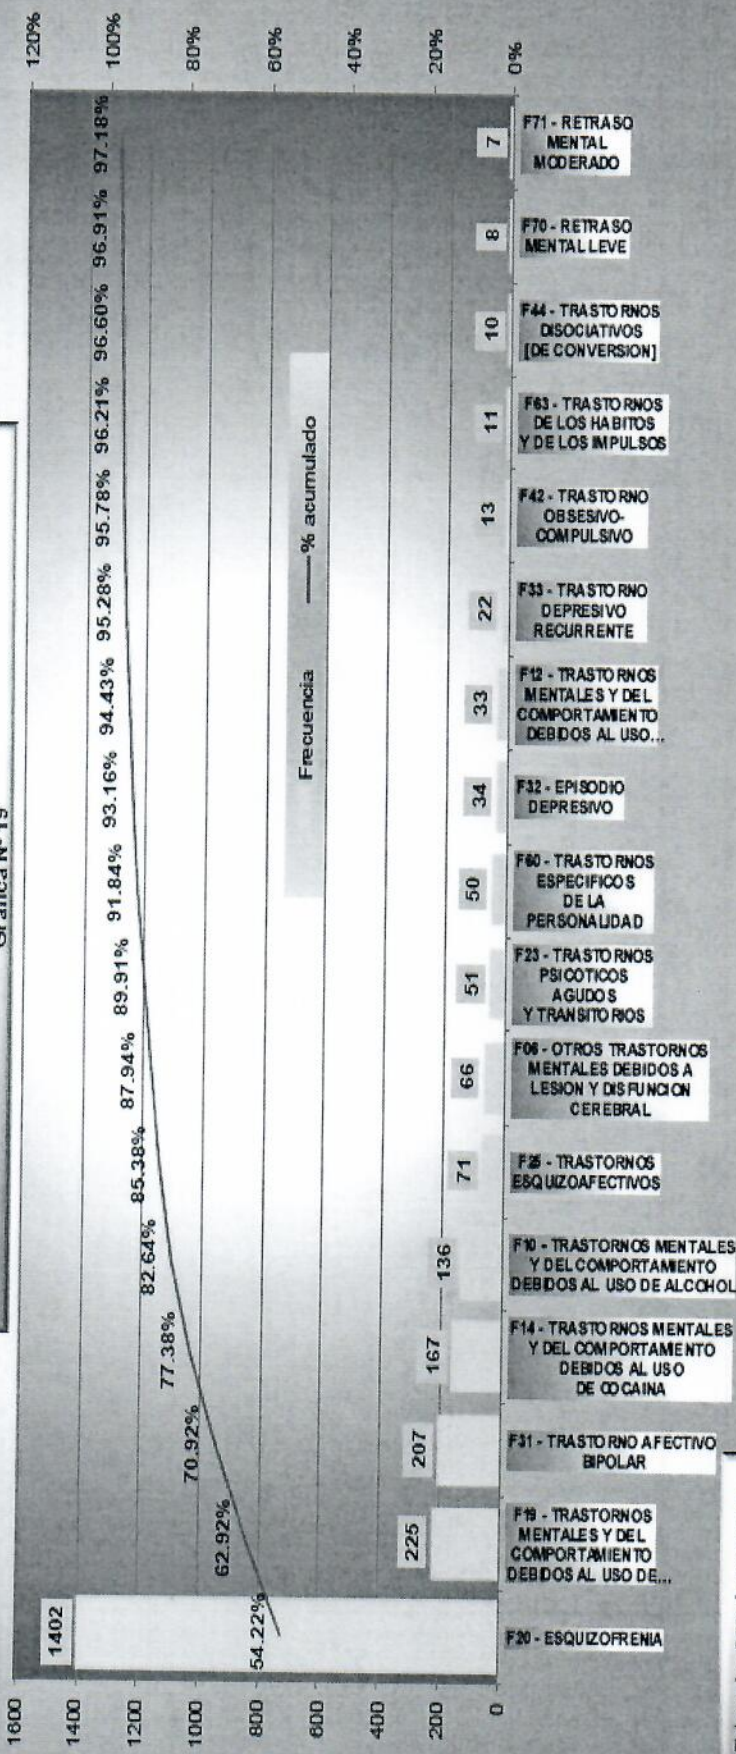 Gráfica Nº 19
120%
100%
80%
60%
40%
20%
0%
1600
1400
1200
1000
800
600
400
200
0
54.22%
62.92%
70.92%
77.38%
82.64%
85.38%
87.94%
89.91%
91.84%
93.16%
94.43%
95.28%
95.78%
96.21%
96.60%
96.91%
97.18%
Frecuencia
% acumulado
1402
225
207
167
136
71
66
51
50
34
33
22
13
11
10
8
7
F20 - ESQUIZOFRENIA
F19 - TRASTORNOS
MENTALES Y DEL
COMPORTAMIENTO
DEBIDOS AL USO DE...
F31 - TRASTORNO AFECTIVO
BIPOLAR
F14 - TRASTORNOS MENTALES
Y DEL COMPORTAMIENTO
DEBIDOS AL USO
DE COCAINA
F10 - TRASTORNOS MENTALES
Y DEL COMPORTAMIENTO
DEBIDOS AL USO DE ALCOHOL
F25 - TRASTORNOS
ESQUIZOAFECTIVOS
F06 - OTROS TRASTORNOS
MENTALES DEBIDOS A
LESION Y DISFUNCION
CEREBRAL
F23 - TRASTORNOS
PSICOTICOS
AGUDOS
Y TRANSITORIOS
F60 - TRASTORNOS
ESPECIFICOS
DE LA
PERSONALIDAD
F32 - EPISODIO
DEPRESIVO
F12 - TRASTORNOS
MENTALES Y DEL
COMPORTAMIENTO
DEBIDOS AL USO...
F33 - TRASTORNO
DEPRESIVO
RECURRENTE
F42 - TRASTORNO
OBSESIVO-
COMPULSIVO
F63 - TRASTORNOS
DE LOS HABITOS
Y DE LOS IMPULSOS
F44 - TRASTORNOS
DISOCIATIVOS
[DE CONVERSION]
F70 - RETRASO
MENTAL LEVE
F71 - RETRASO
MENTAL
MODERADO